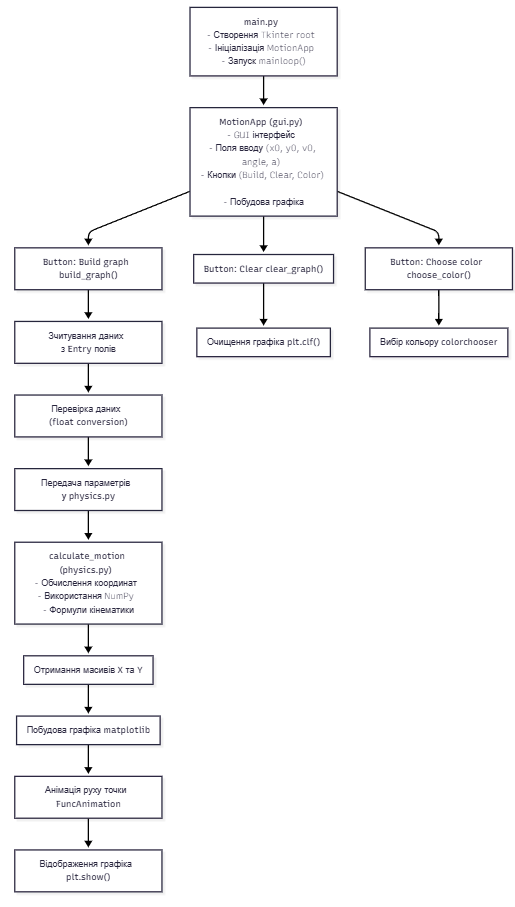 main.py
- Створення Tkinter root
- Ініціалізація MotionApp
- Запуск mainloop()
MotionApp (gui.py)
- GUI інтерфейс
- Поля вводу (x0, y0, v0,
angle, a)
- Кнопки (Build, Clear, Color)
- Побудова графіка
Button: Build graph
build_graph()
Button: Clear clear_graph()
Button: Choose color
choose_color()
Зчитування даних
з Entry полів
Очищення графіка plt.clf()
Вибір кольору colorchooser
Перевірка даних
(float conversion)
Передача параметрів
у physics.py
calculate_motion
(physics.py)
- Обчислення координат
- Використання NumPy
- Формули кінематики
Отримання масивів X та Y
Побудова графіка matplotlib
Анімація руху точки
FuncAnimation
Відображення графіка
plt.show()